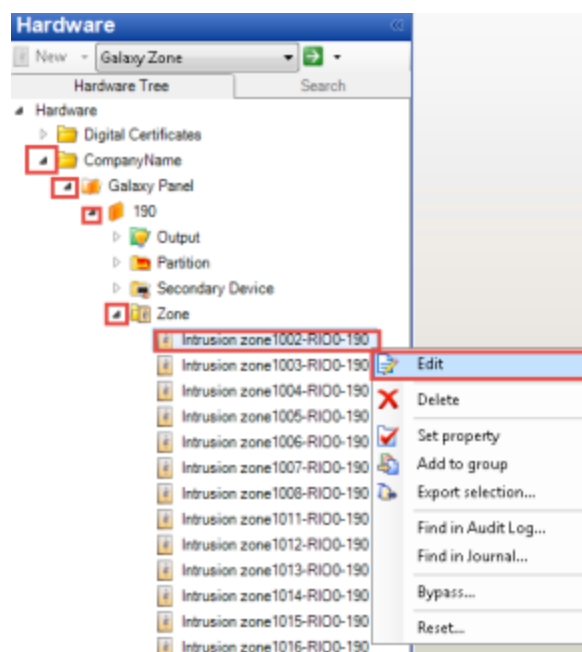 Hardware
New Galaxy Zone
Hardware Tree Search
Hardware
Digital Certificates
CompanyName
Galaxy Panel
190
Output
Partition
Secondary Device
Zone
Intrusion zone1002-RIO0-190
Intrusion zone1003-RIO0-190 Edit
Intrusion zone1004-RIO0-190 Delete
Intrusion zone1005-RIO0-190
Intrusion zone1006-RIO0-190 Set property
Intrusion zone1007-RIO0-190 Add to group
Intrusion zone1008-RIO0-190 Export selection...
Intrusion zone1011-RIO0-190 Find in Audit Log...
Intrusion zone1012-RIO0-190 Find in Journal...
Intrusion zone1013-RIO0-190
Intrusion zone1014-RIO0-190 Bypass...
Intrusion zone1015-RIO0-190 Reset...
Intrusion zone1016-RIO0-190